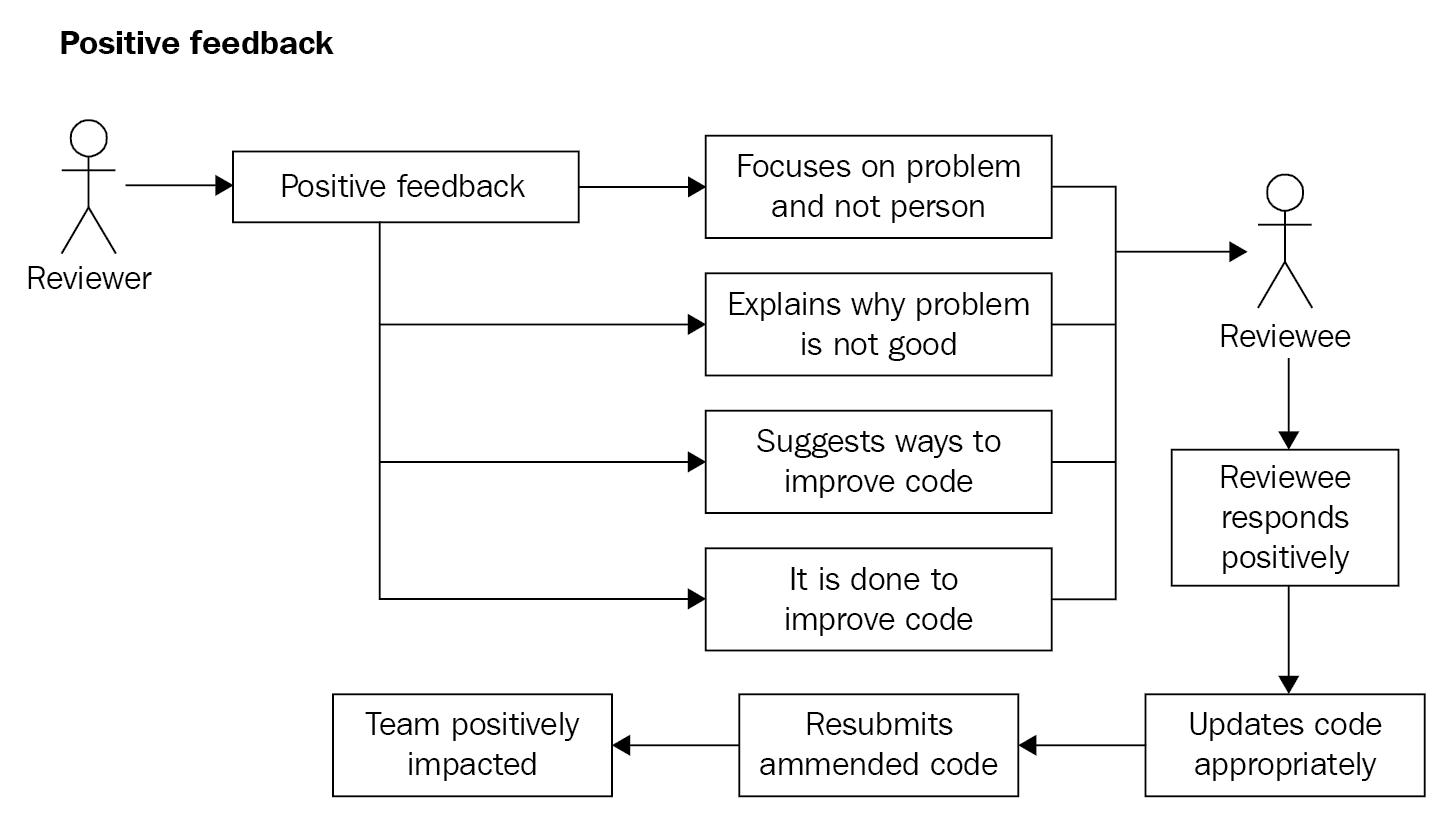 Positive feedback
Reviewer
Positive feedback
Focuses on problem
and not person
Explains why problem
is not good
Suggests ways to
improve code
It is done to
improve code
Reviewee
Reviewee
responds
positively
Updates code
appropriately
Resubmits
ammended code
Team positively
impacted